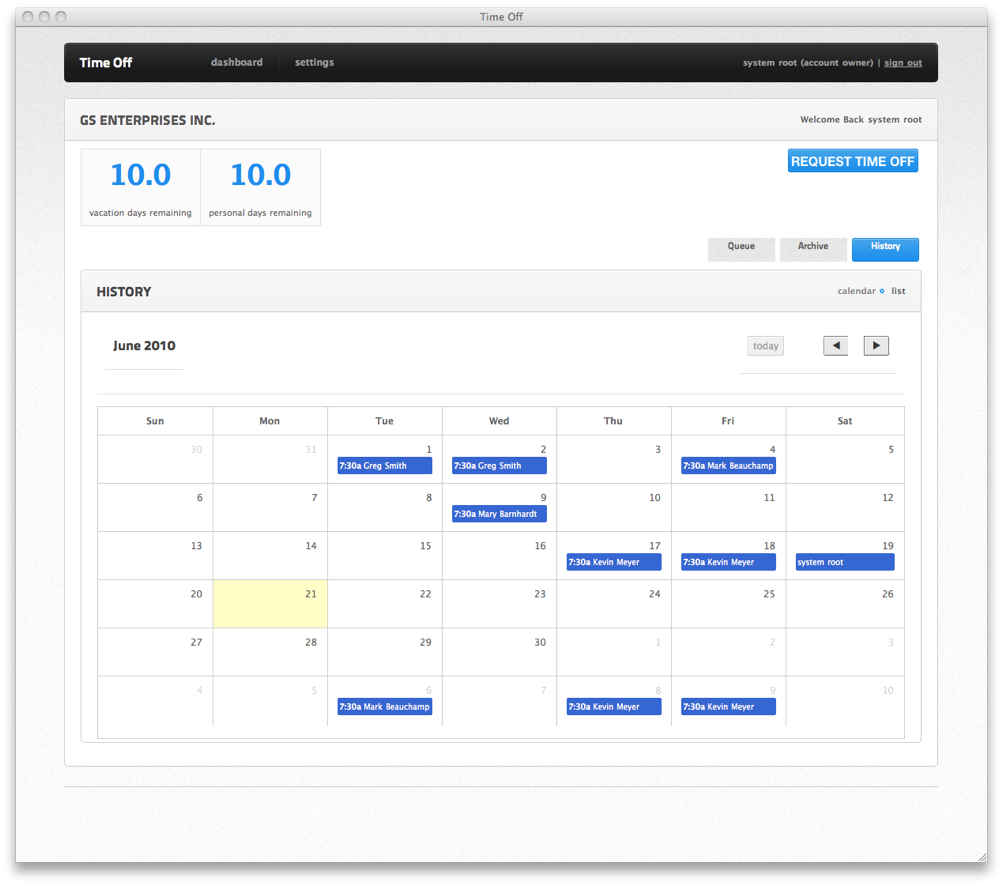 Time Off
Time Off dashboard settings system root (account owner) | sign out
GS ENTERPRISES INC. Welcome Back system root
10.0 10.0 REQUEST TIME OFF
vacation days remaining personal days remaining
Queue Archive History
HISTORY calendar list
June 2010 today
Sun Mon Tue Wed Thu Fri Sat
30 31 1 2 3 4 5
7:30a Greg Smith 7:30a Greg Smith 7:30a Mark Beauchamp
6 7 8 9 10 11 12
7:30a Mary Barnhardt
13 14 15 16 17 18 19
7:30a Kevin Meyer 7:30a Kevin Meyer system root
20 21 22 23 24 25 26
27 28 29 30 1 2 3
4 5 6 7 8 9 10
7:30a Mark Beauchamp 7:30a Kevin Meyer 7:30a Kevin Meyer